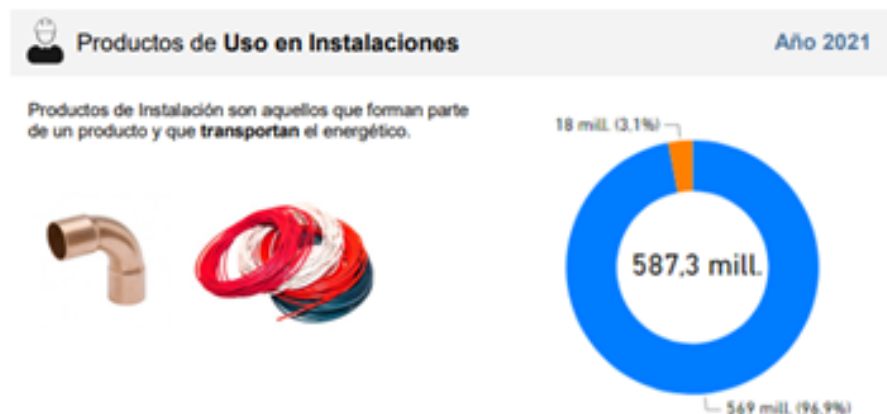 Productos de Uso en Instalaciones
Año 2021
Productos de Instalación son aquellos que forman parte
de un producto y que transportan el energético.
18 mill. (3,1%)
587,3 mill.
569 mill. (96,9%)